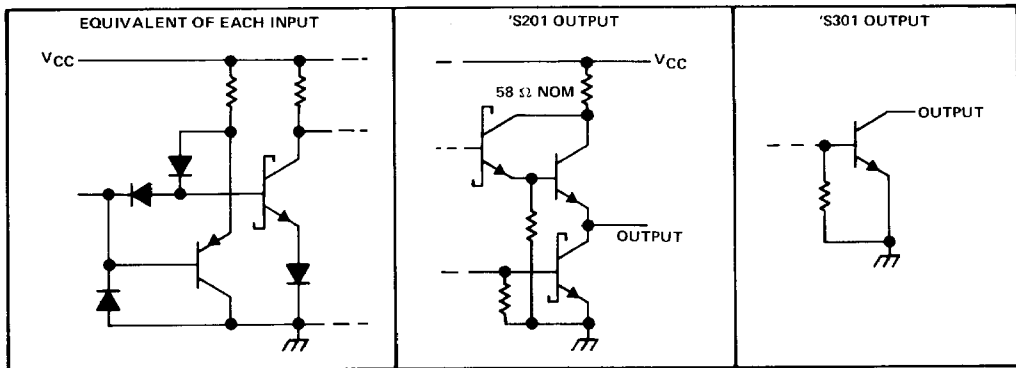 EQUIVALENT OF EACH INPUT
VCC
'S201 OUTPUT
VCC
58 Ω NOM
OUTPUT
'S301 OUTPUT
OUTPUT